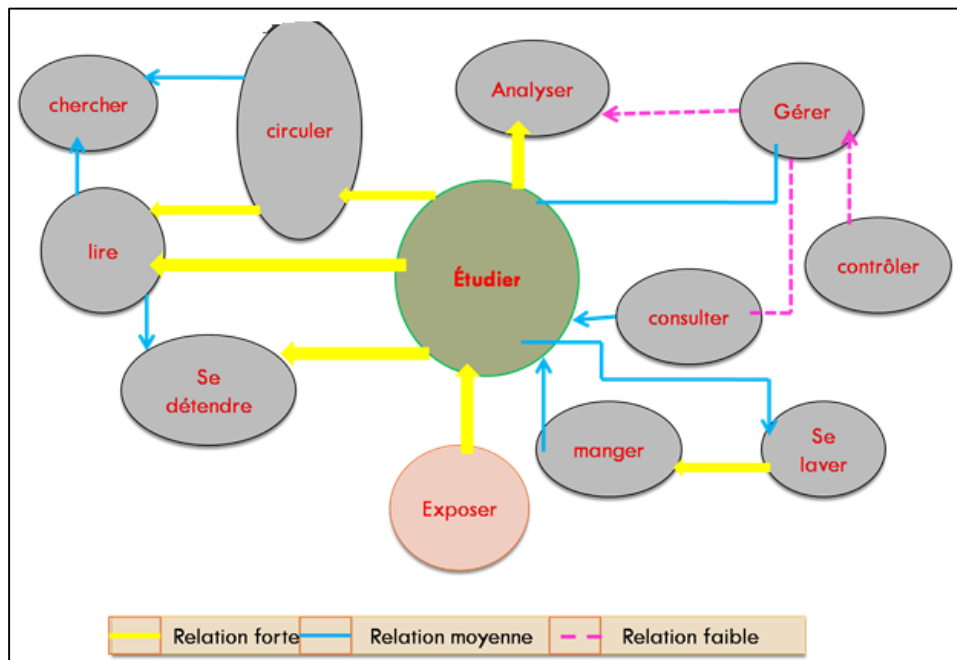 Analyser
chercher
Gérer
circuler
lire
Étudier
contrôler
consulter
Se
détendre
manger
Se
laver
Exposer
Relation forte
Relation moyenne
Relation faible